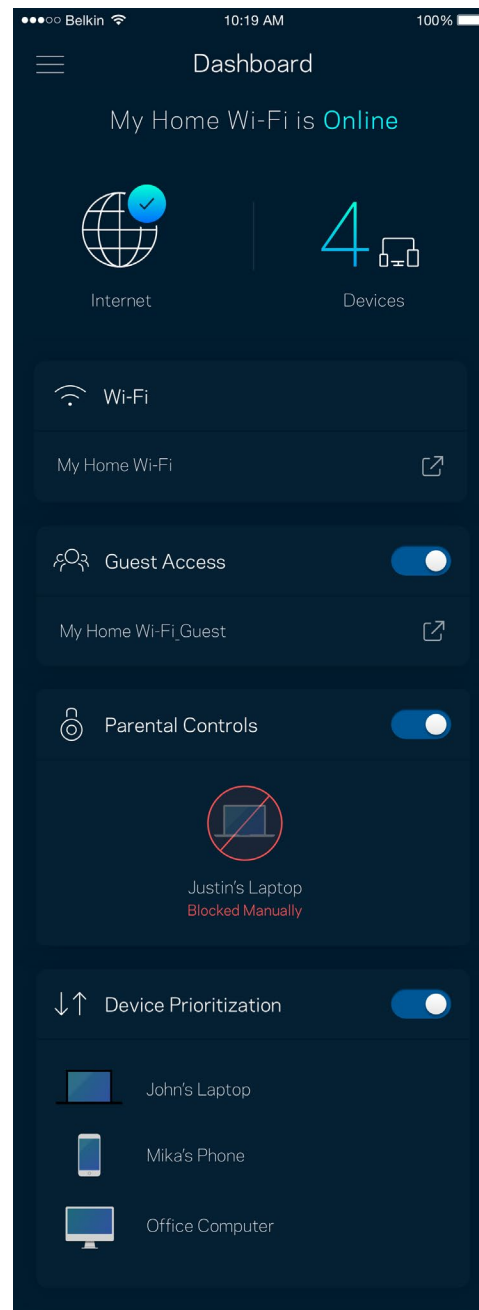 Belkin 10:19 AM 100%
Dashboard
My Home Wi-Fi is Online
4
Internet Devices
Wi-Fi
My Home Wi-Fi
Guest Access
My Home Wi-Fi_Guest
Parental Controls
Justin's Laptop
Blocked Manually
Device Prioritization
John's Laptop
Mika's Phone
Office Computer